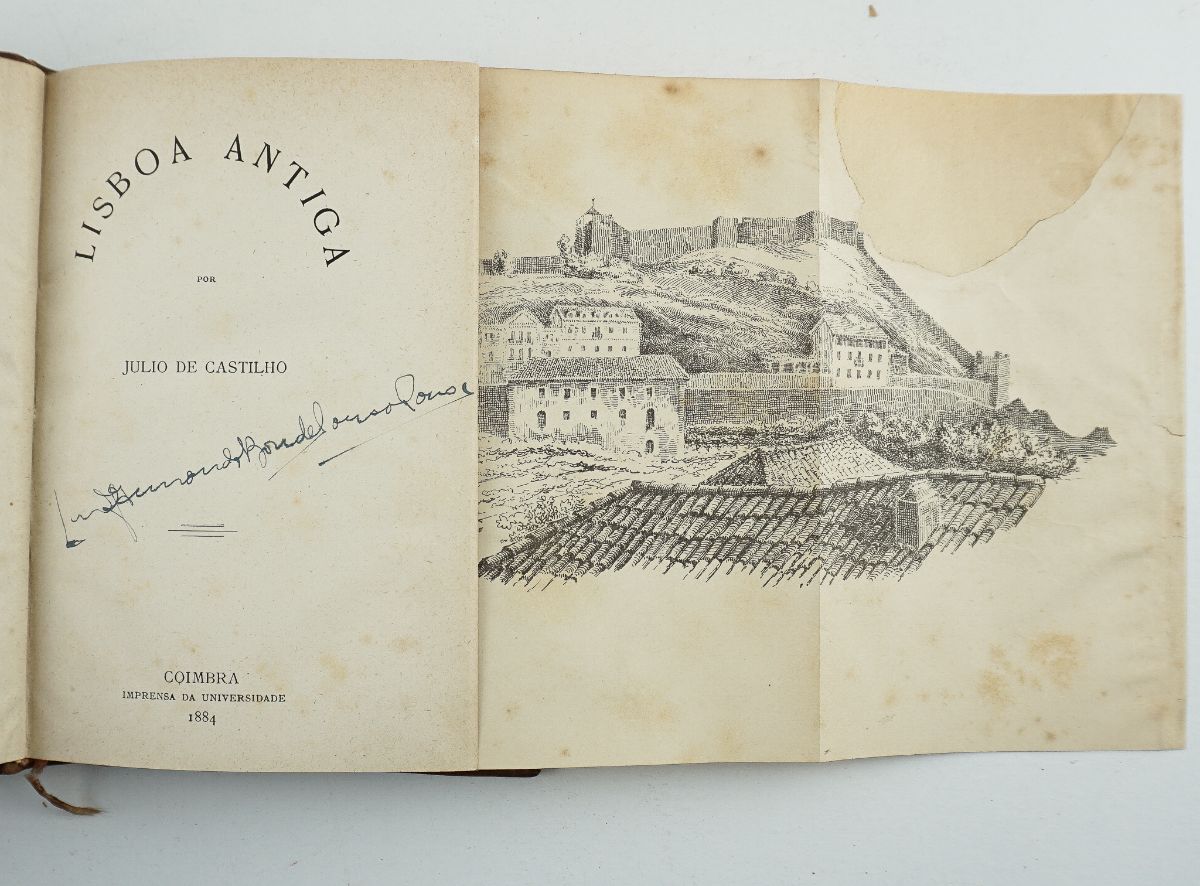 LISBOA ANTIGA
POR
JULIO DE CASTILHO
COIMBRA
IMPRENSA DA UNIVERSIDADE
1884